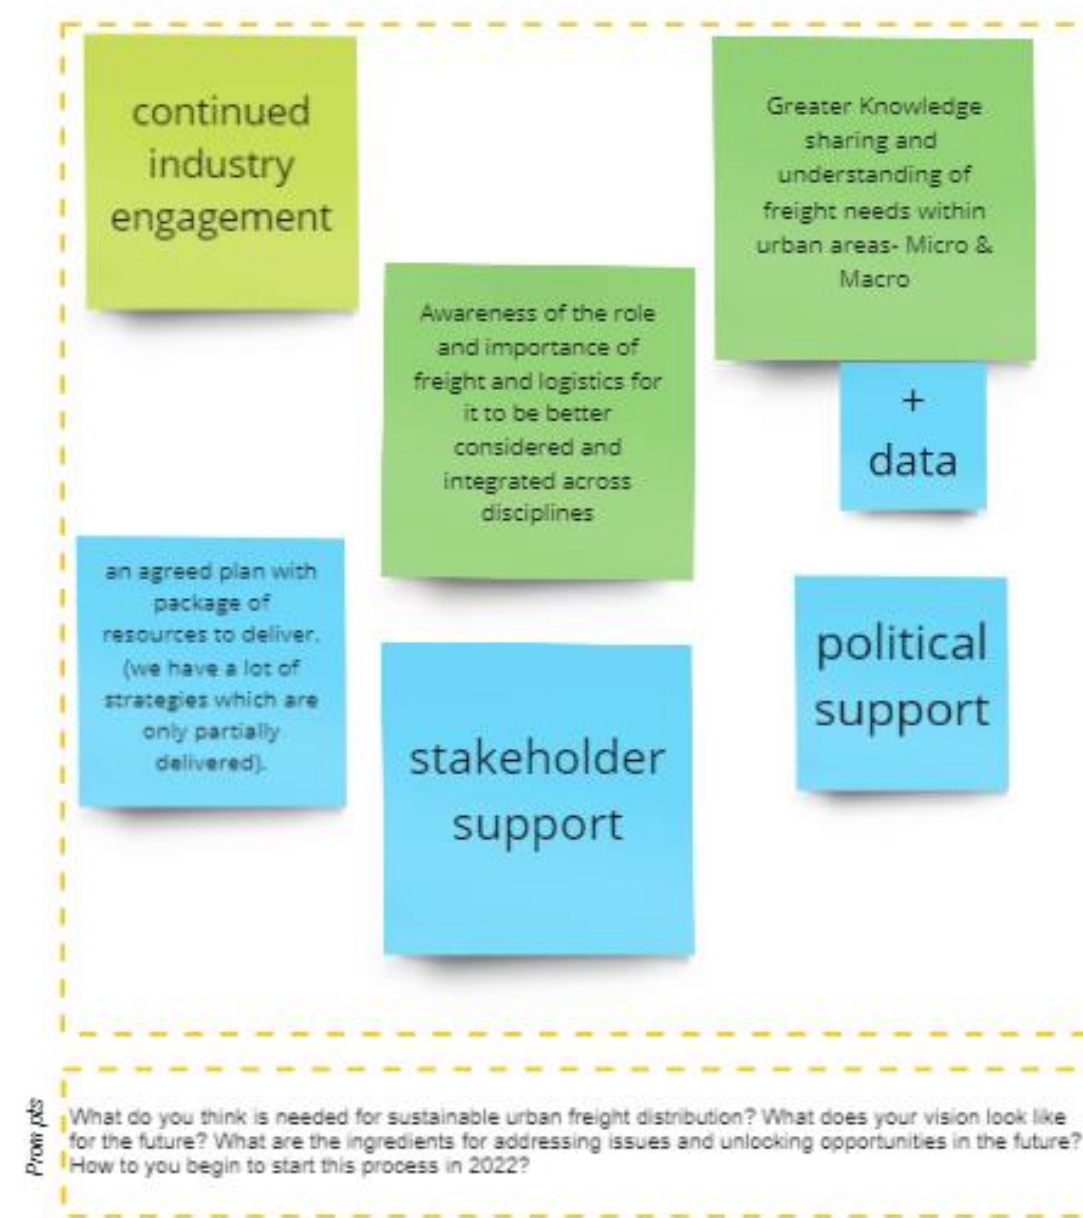 continued
industry
engagement
Greater Knowledge
sharing and
understanding of
freight needs within
urban areas- Micro &
Macro
Awareness of the role
and importance of
freight and logistics for
it to be better
considered and
integrated across
disciplines
+
data
an agreed plan with
package of
resources to deliver.
(we have a lot of
strategies which are
only partially
delivered).
stakeholder
support
political
support
Prompts
What do you think is needed for sustainable urban freight distribution? What does your vision look like
for the future? What are the ingredients for addressing issues and unlocking opportunities in the future?
How to you begin to start this process in 2022?